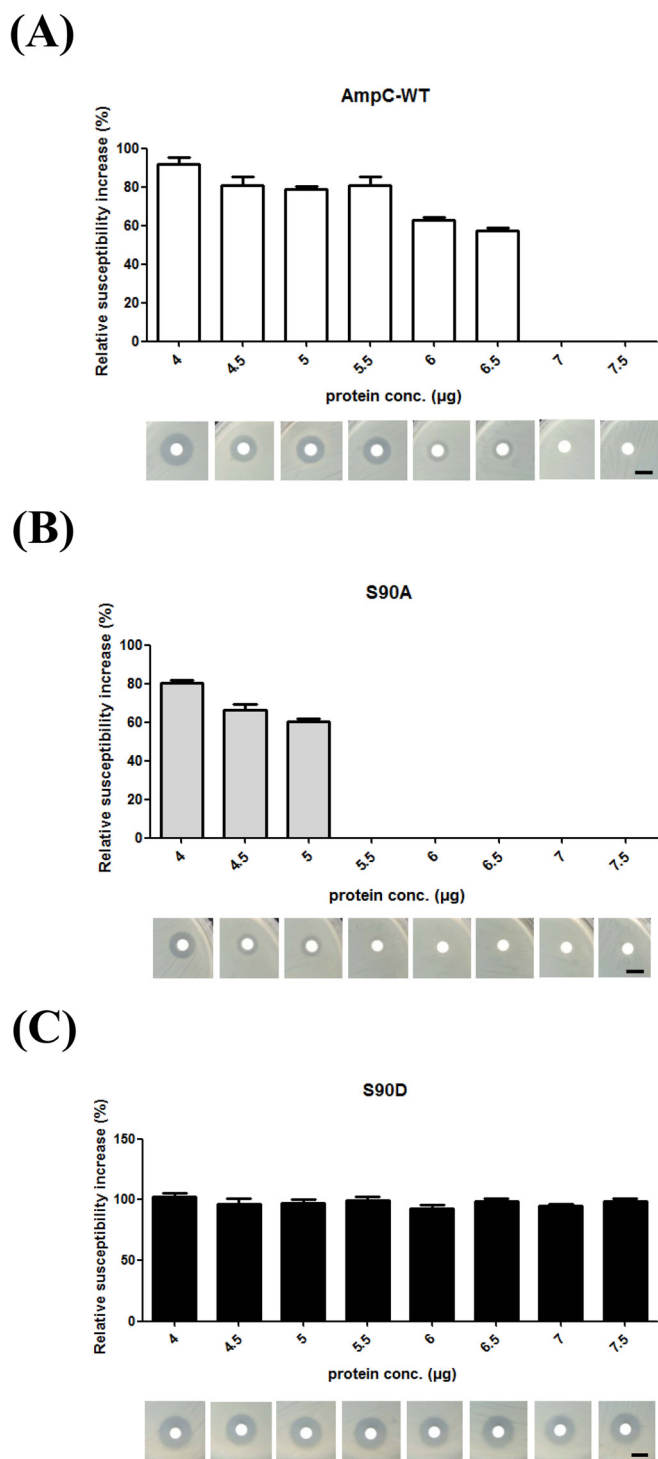 (A)
AmpC-WT
Relative susceptibility increase (%)
100
80
60
40
20
0
4 4.5 5 5.5 6 6.5 7 7.5
protein conc. (µg)
(B)
S90A
Relative susceptibility increase (%)
100
80
60
40
20
0
4 4.5 5 5.5 6 6.5 7 7.5
protein conc. (µg)
(C)
S90D
Relative susceptibility increase (%)
150
100
50
0
4 4.5 5 5.5 6 6.5 7 7.5
protein conc. (µg)